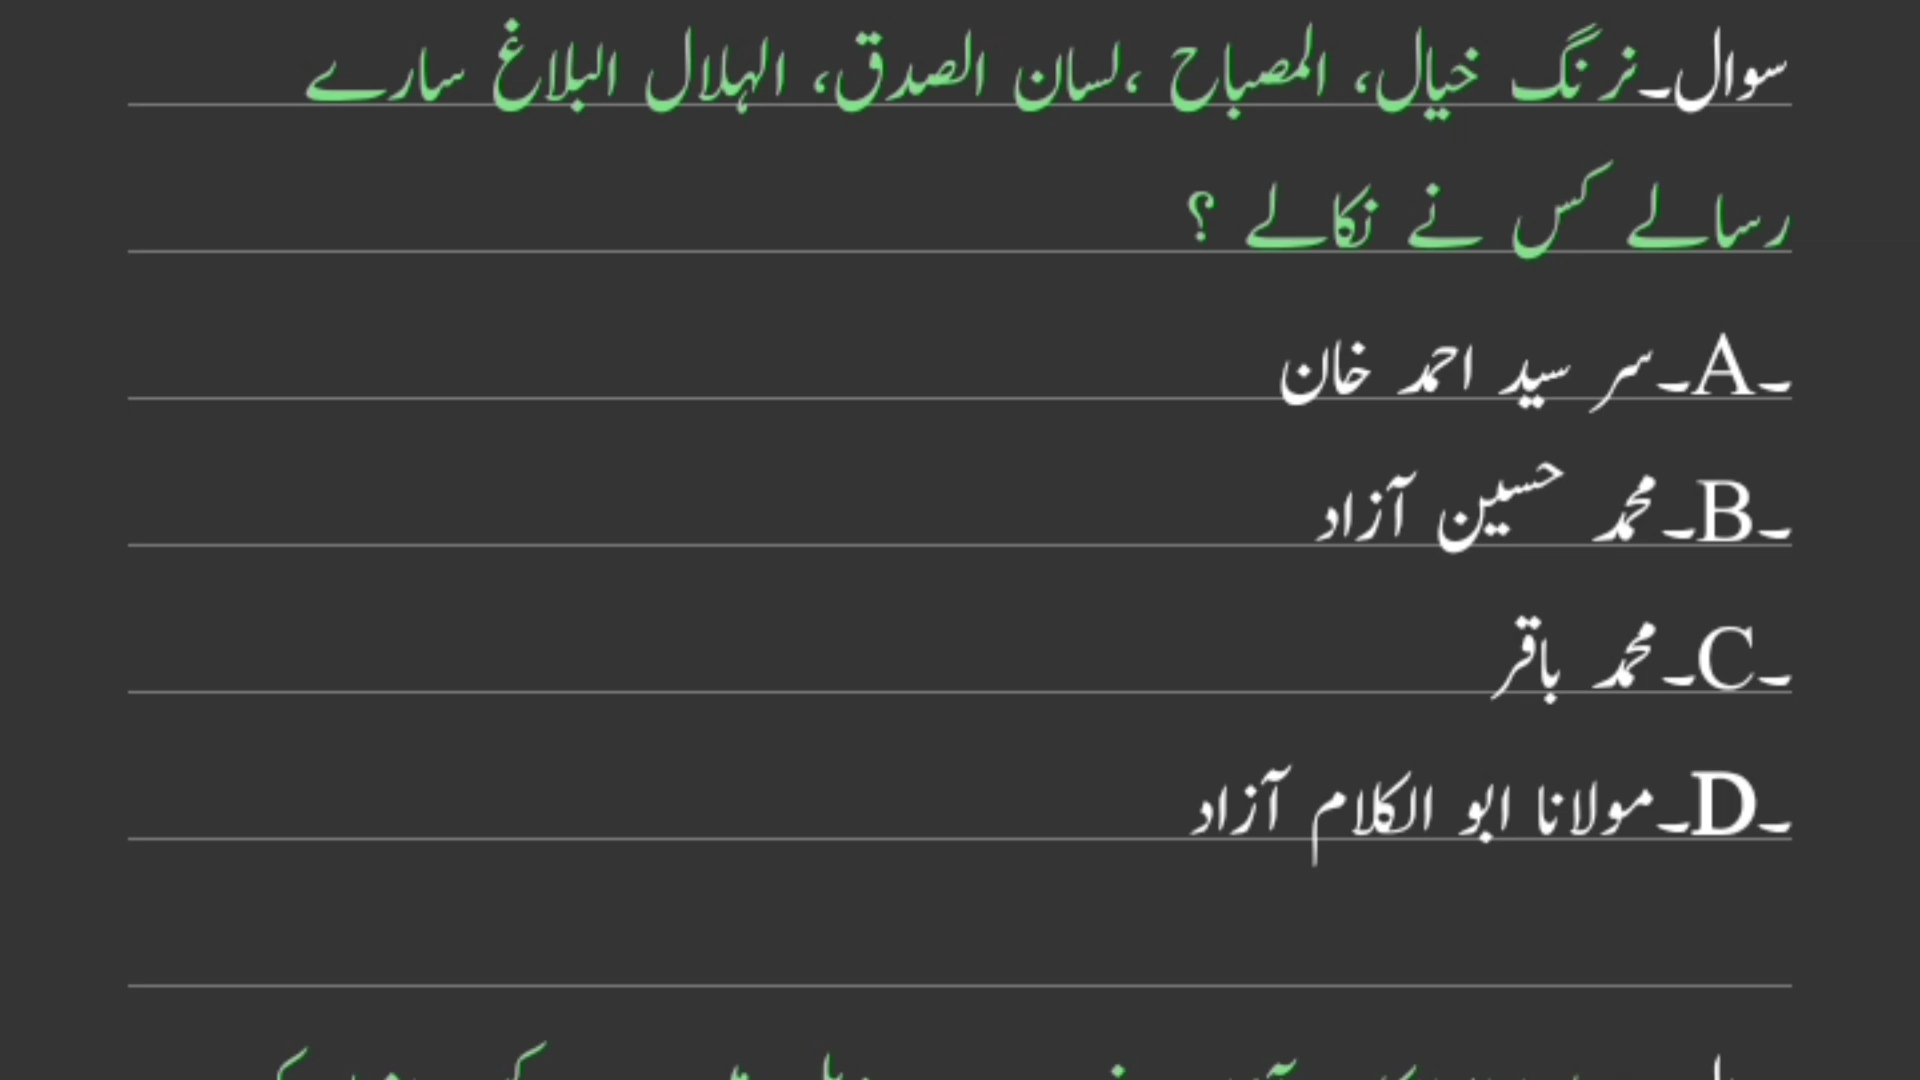 سوال۔نرنگ خیال، المصباح ،لسان الصدق، الہلال البلاغ سارے
رسالے کس نے نکالے ؟
۔A۔سر سید احمد خان
۔B۔محمد حسین آزاد
۔C۔محمد باقر
۔D۔مولانا ابو الکلام آزاد